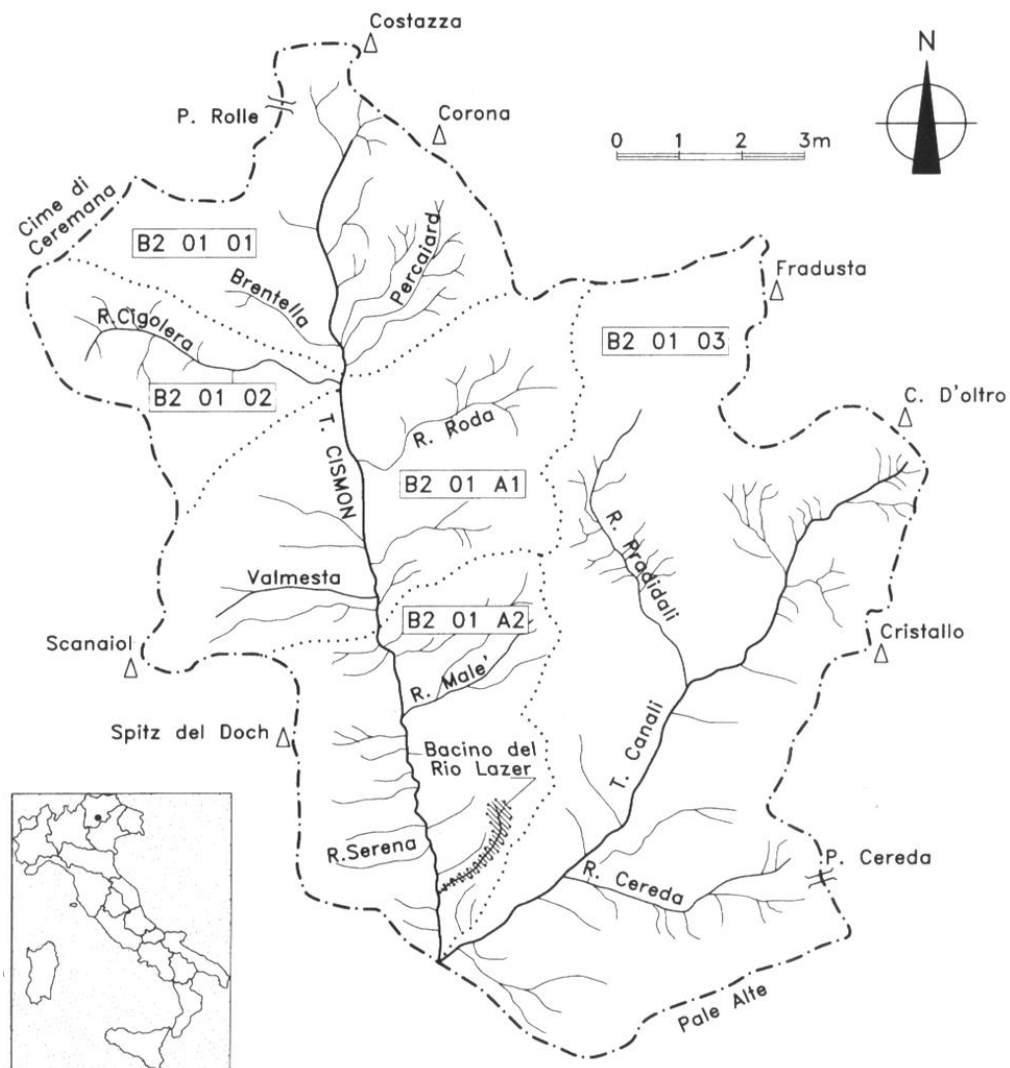 Costazza
N
P. Rolle
Corona
0 1 2 3m
Cime di
Ceremana
B2 01 01
Percaiard
Fradusta
Brentella
R.Cigolera
B2 01 03
B2 01 02
C. D'oltro
R. Roda
T. CISMON
B2 01 A1
R. Pradidali
Valmesta
B2 01 A2
Scanaiol
Cristallo
R. Male'
Spitz del Doch
T. Canali
Bacino del
Rio Lazer
R.Serena
P. Cereda
R. Cereda
Pale Alte